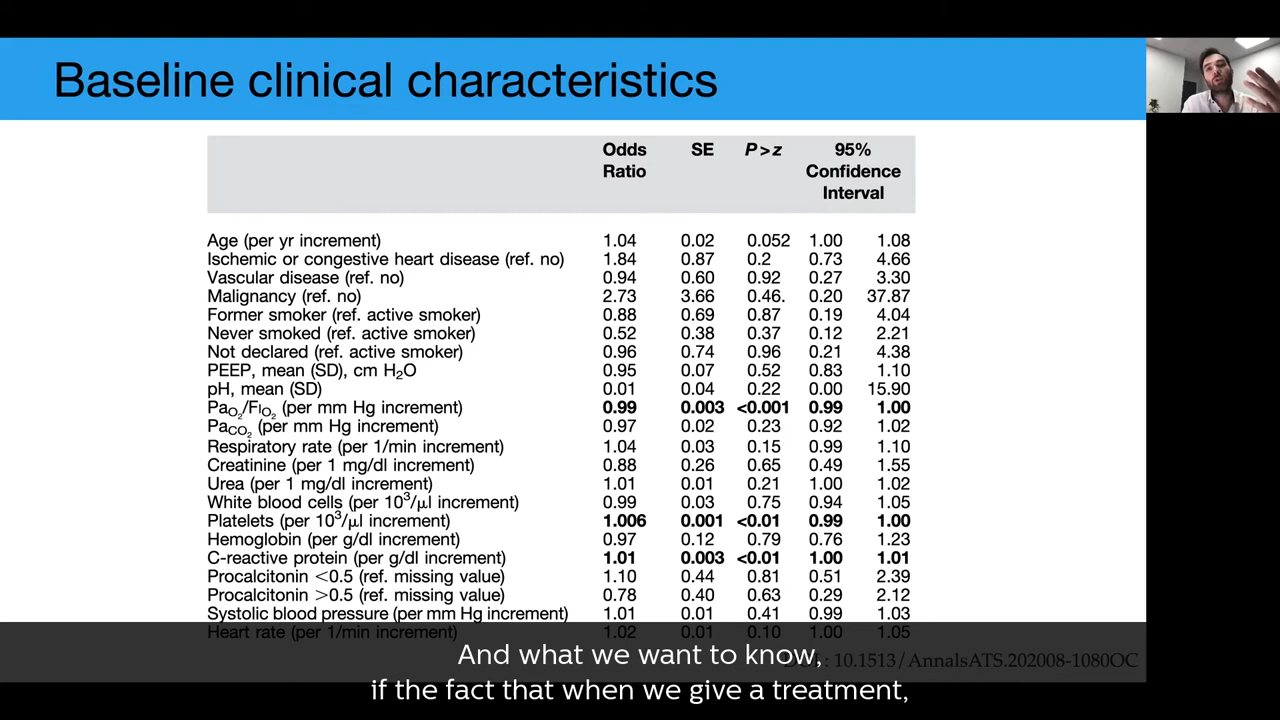 Baseline clinical characteristics
Odds Ratio SE P > z 95% Confidence Interval
Age (per yr increment) 1.04 0.02 0.052 1.00 1.08
Ischemic or congestive heart disease (ref. no) 1.84 0.87 0.2 0.73 4.66
Vascular disease (ref. no) 0.94 0.60 0.92 0.27 3.30
Malignancy (ref. no) 2.73 3.66 0.46. 0.20 37.87
Former smoker (ref. active smoker) 0.88 0.69 0.87 0.19 4.04
Never smoked (ref. active smoker) 0.52 0.38 0.37 0.12 2.21
Not declared (ref. active smoker) 0.96 0.74 0.96 0.21 4.38
PEEP, mean (SD), cm H₂O 0.95 0.07 0.52 0.83 1.10
pH, mean (SD) 0.01 0.04 0.22 0.00 15.90
PaO₂/FIO₂ (per mm Hg increment) 0.99 0.003 <0.001 0.99 1.00
PaCO₂ (per mm Hg increment) 0.97 0.02 0.23 0.92 1.02
Respiratory rate (per 1/min increment) 1.04 0.03 0.15 0.99 1.10
Creatinine (per 1 mg/dl increment) 0.88 0.26 0.65 0.49 1.55
Urea (per 1 mg/dl increment) 1.01 0.01 0.21 1.00 1.02
White blood cells (per 10³/μl increment) 0.99 0.03 0.75 0.94 1.05
Platelets (per 10³/μl increment) 1.006 0.001 <0.01 0.99 1.00
Hemoglobin (per g/dl increment) 0.97 0.12 0.79 0.76 1.23
C-reactive protein (per g/dl increment) 1.01 0.003 <0.01 1.00 1.01
Procalcitonin <0.5 (ref. missing value) 1.10 0.44 0.81 0.51 2.39
Procalcitonin >0.5 (ref. missing value) 0.78 0.40 0.63 0.29 2.12
Systolic blood pressure (per mm Hg increment) 1.01 0.01 0.41 0.99 1.03
Heart rate (per 1/min increment) 1.02 0.01 0.10 1.00 1.05
And what we want to know,
: 10.1513/AnnalsATS.202008-1080OC
if the fact that when we give a treatment,